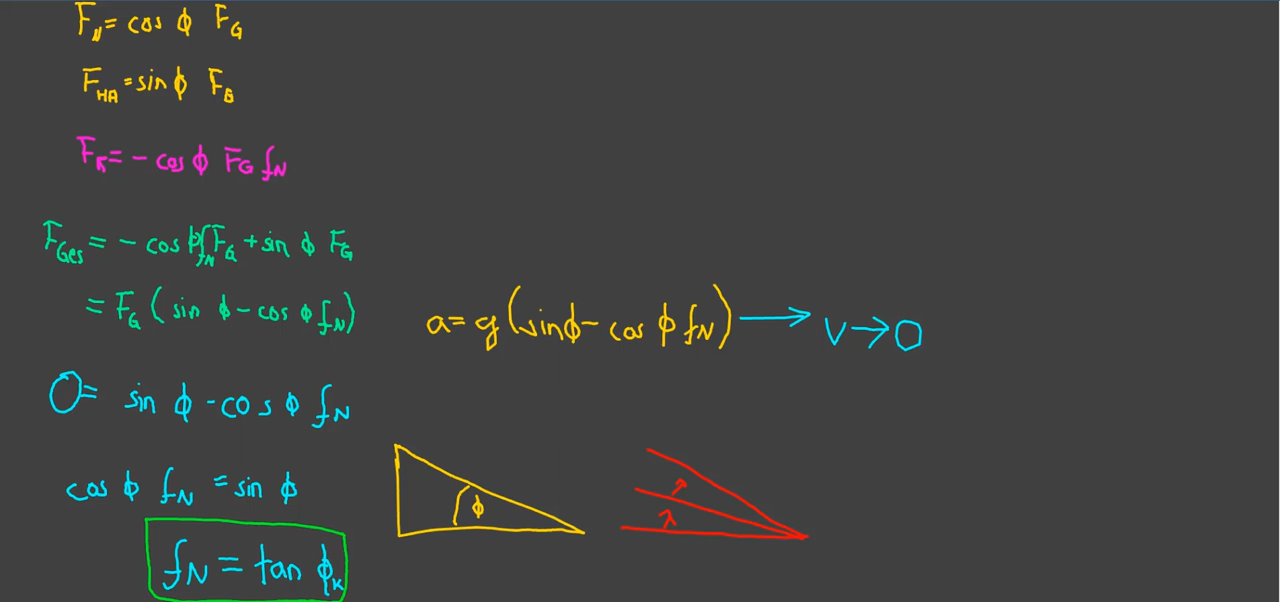 F_N = cos ϕ F_G
F_HA = sin ϕ F_G
F_R = - cos ϕ F_G f_N
F_Ges = - cos ϕ f_N F_G + sin ϕ F_G
= F_G ( sin ϕ - cos ϕ f_N )
a = g ( sin ϕ - cos ϕ f_N ) → v → 0
0 = sin ϕ - cos ϕ f_N
cos ϕ f_N = sin ϕ
ϕ
λ
λ
f_N = tan ϕ_K